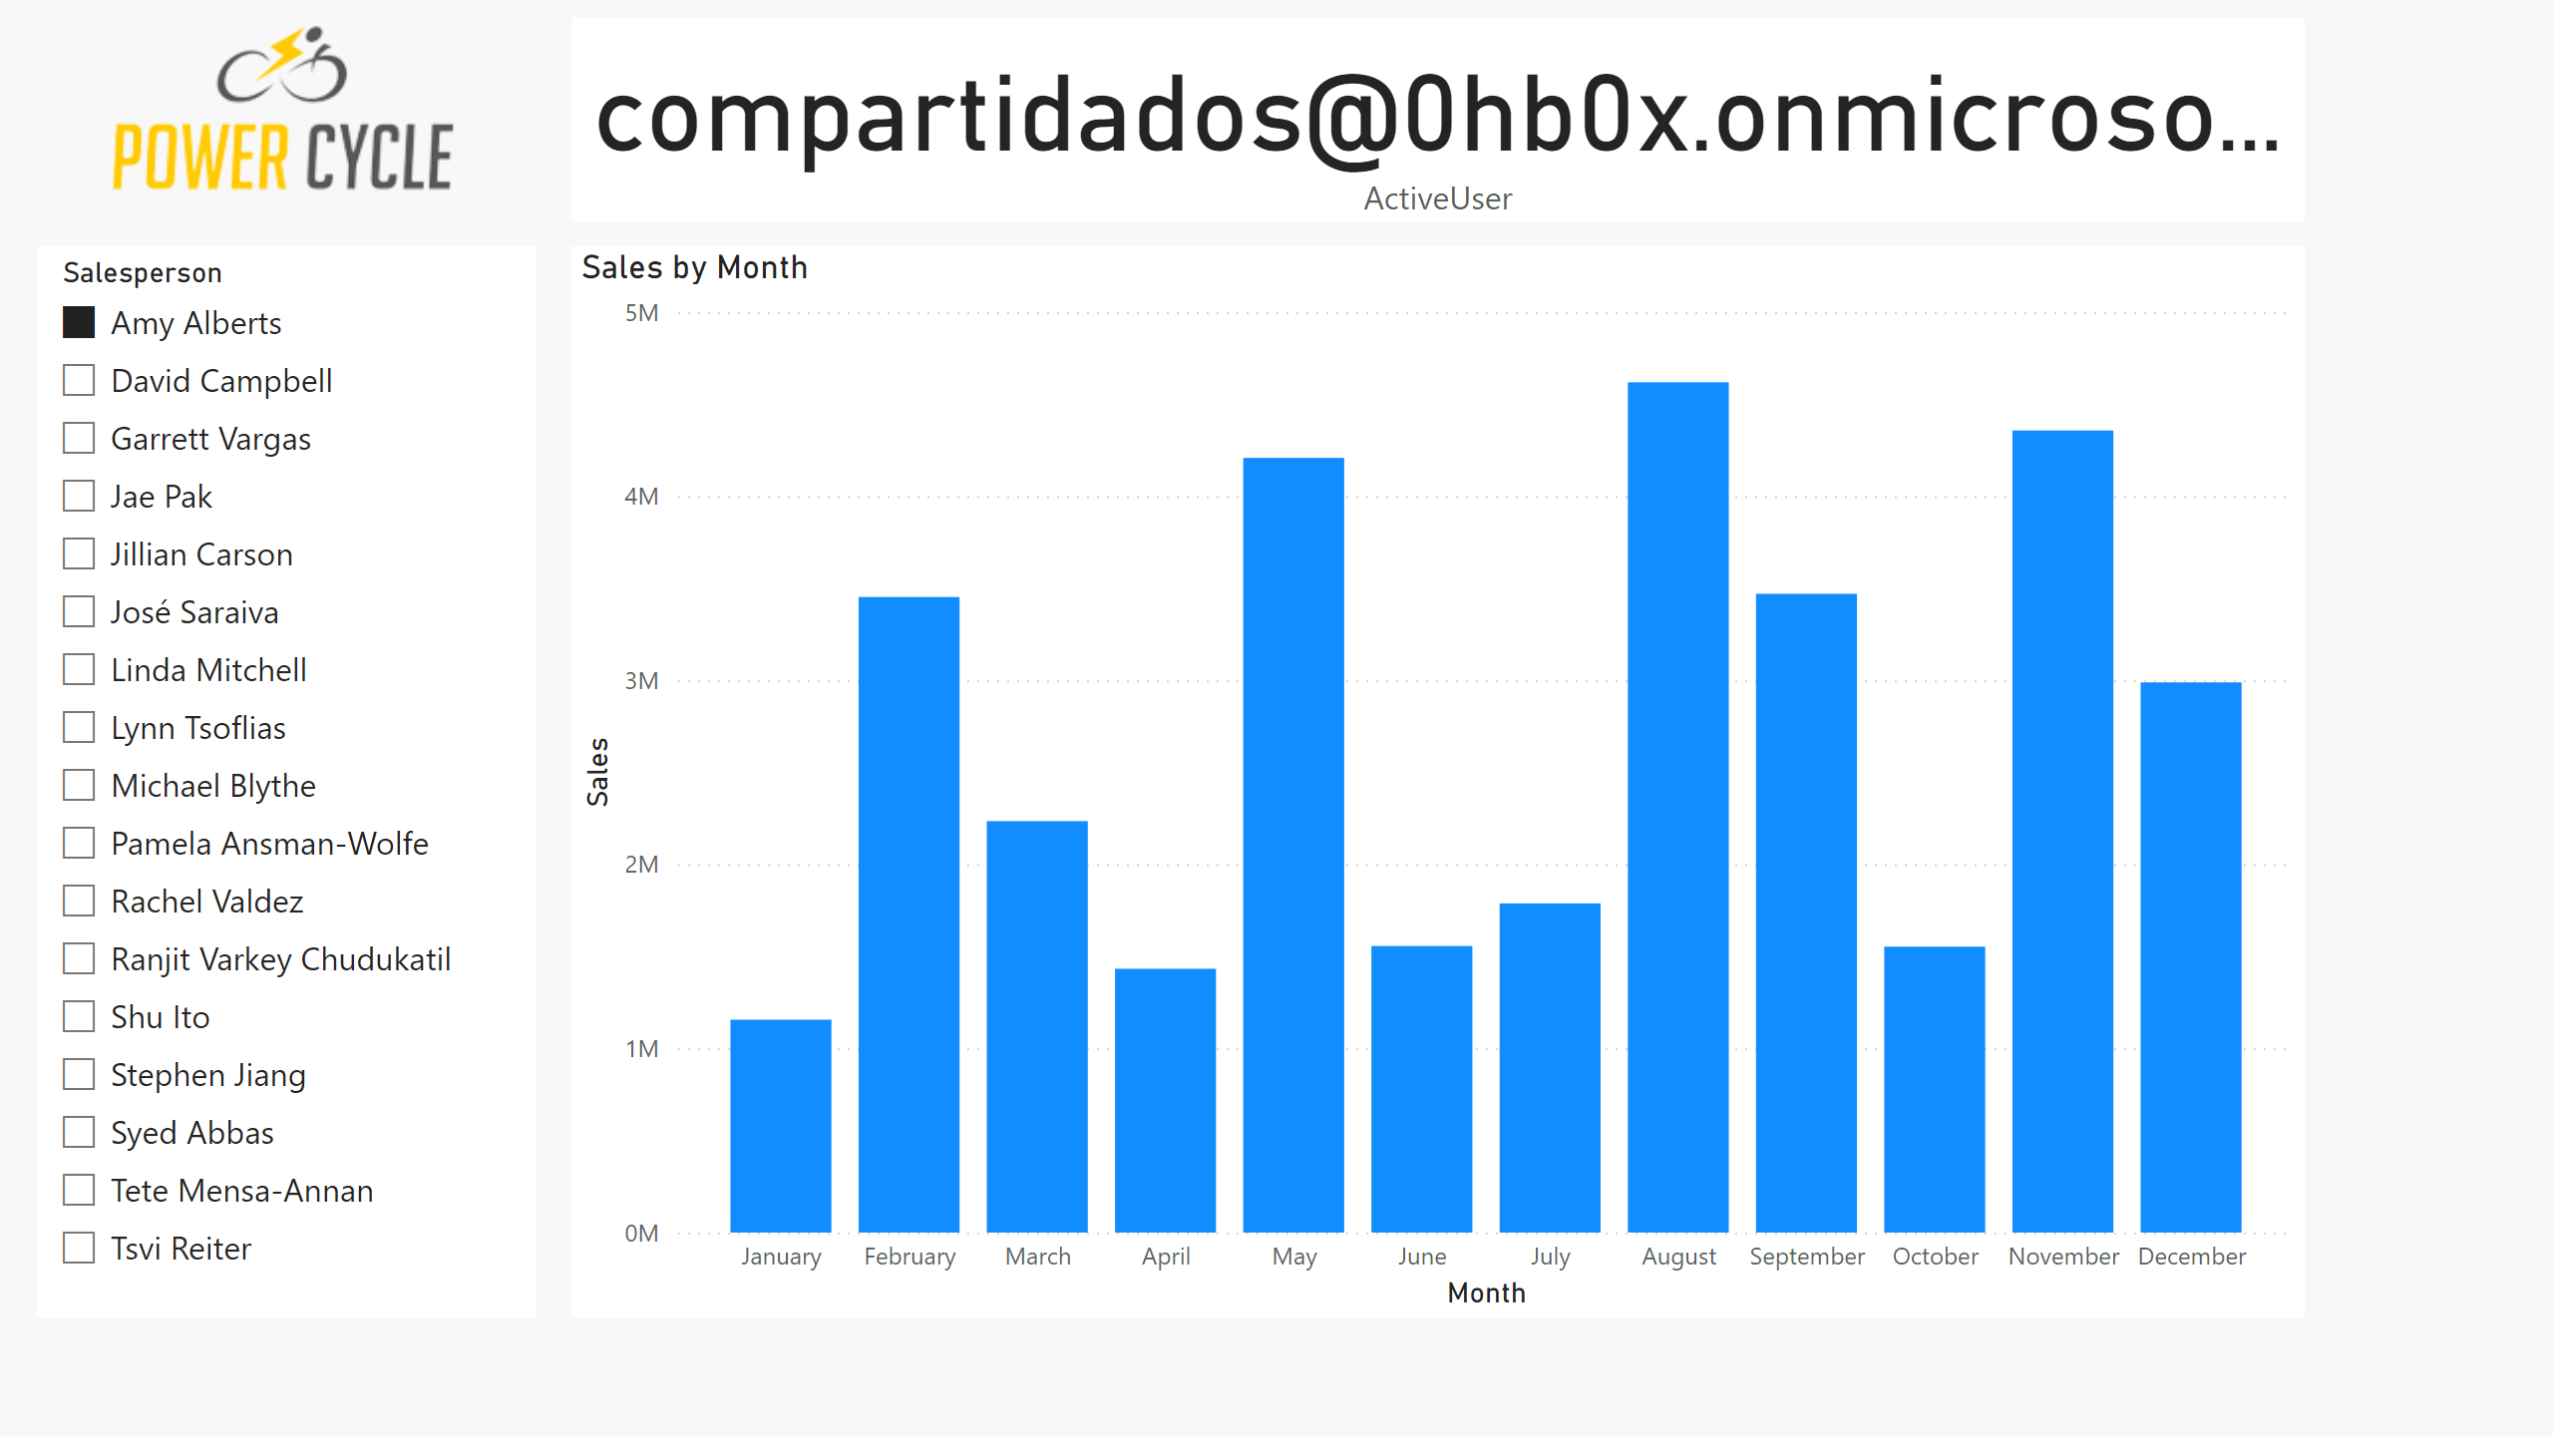 POWER CYCLE
compartidados@0hb0x.onmicroso...
ActiveUser
Salesperson
Amy Alberts
David Campbell
Garrett Vargas
Jae Pak
Jillian Carson
José Saraiva
Linda Mitchell
Lynn Tsoflias
Michael Blythe
Pamela Ansman-Wolfe
Rachel Valdez
Ranjit Varkey Chudukatil
Shu Ito
Stephen Jiang
Syed Abbas
Tete Mensa-Annan
Tsvi Reiter
Sales by Month
5M
4M
3M
2M
1M
0M
Sales
January February March April May June July August September October November December
Month